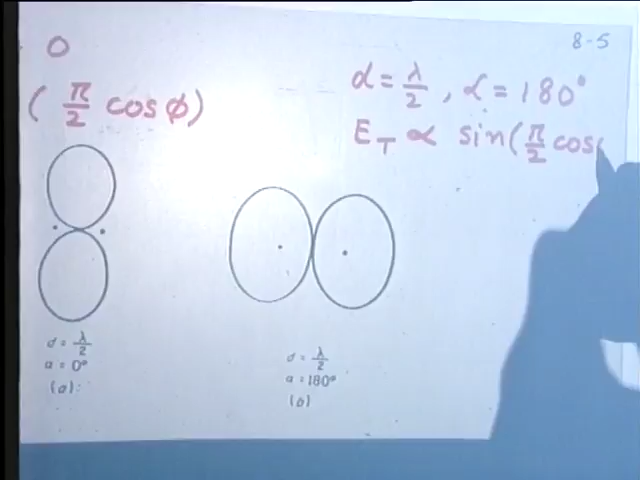 8-5
0
( π/2 cos φ)
d = λ/2 , α = 180°
E_T ∝ sin( π/2 cos
d = λ/2
a = 0°
(a)
d = λ/2
a = 180°
(b)